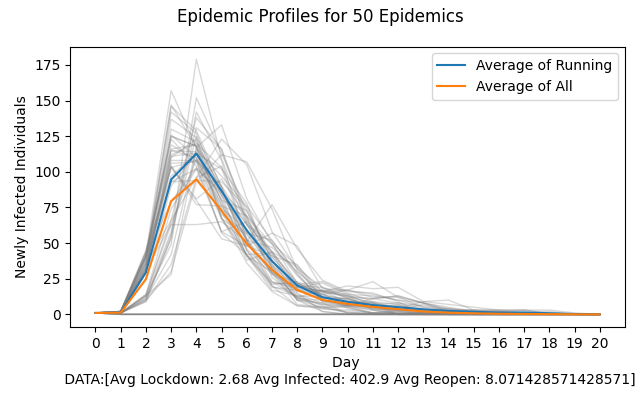 Epidemic Profiles for 50 Epidemics
Average of Running
Average of All
Newly Infected Individuals
175
150
125
100
75
50
25
0
0 1 2 3 4 5 6 7 8 9 10 11 12 13 14 15 16 17 18 19 20
Day
DATA:[Avg Lockdown: 2.68 Avg Infected: 402.9 Avg Reopen: 8.071428571428571]